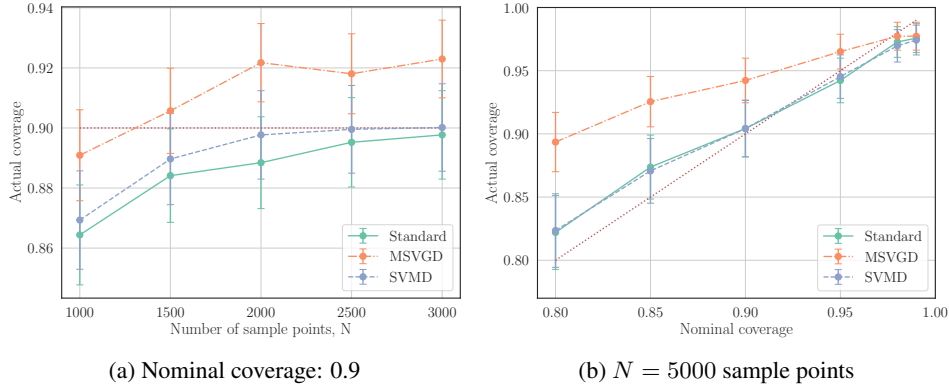 0.94
0.92
0.90
0.88
0.86
Actual coverage
1000
1500
2000
2500
3000
Number of sample points, N
Standard
MSVGD
SVMD
(a) Nominal coverage: 0.9
1.00
0.95
0.90
0.85
0.80
Actual coverage
0.80
0.85
0.90
0.95
1.00
Nominal coverage
Standard
MSVGD
SVMD
(b) N = 5000 sample points